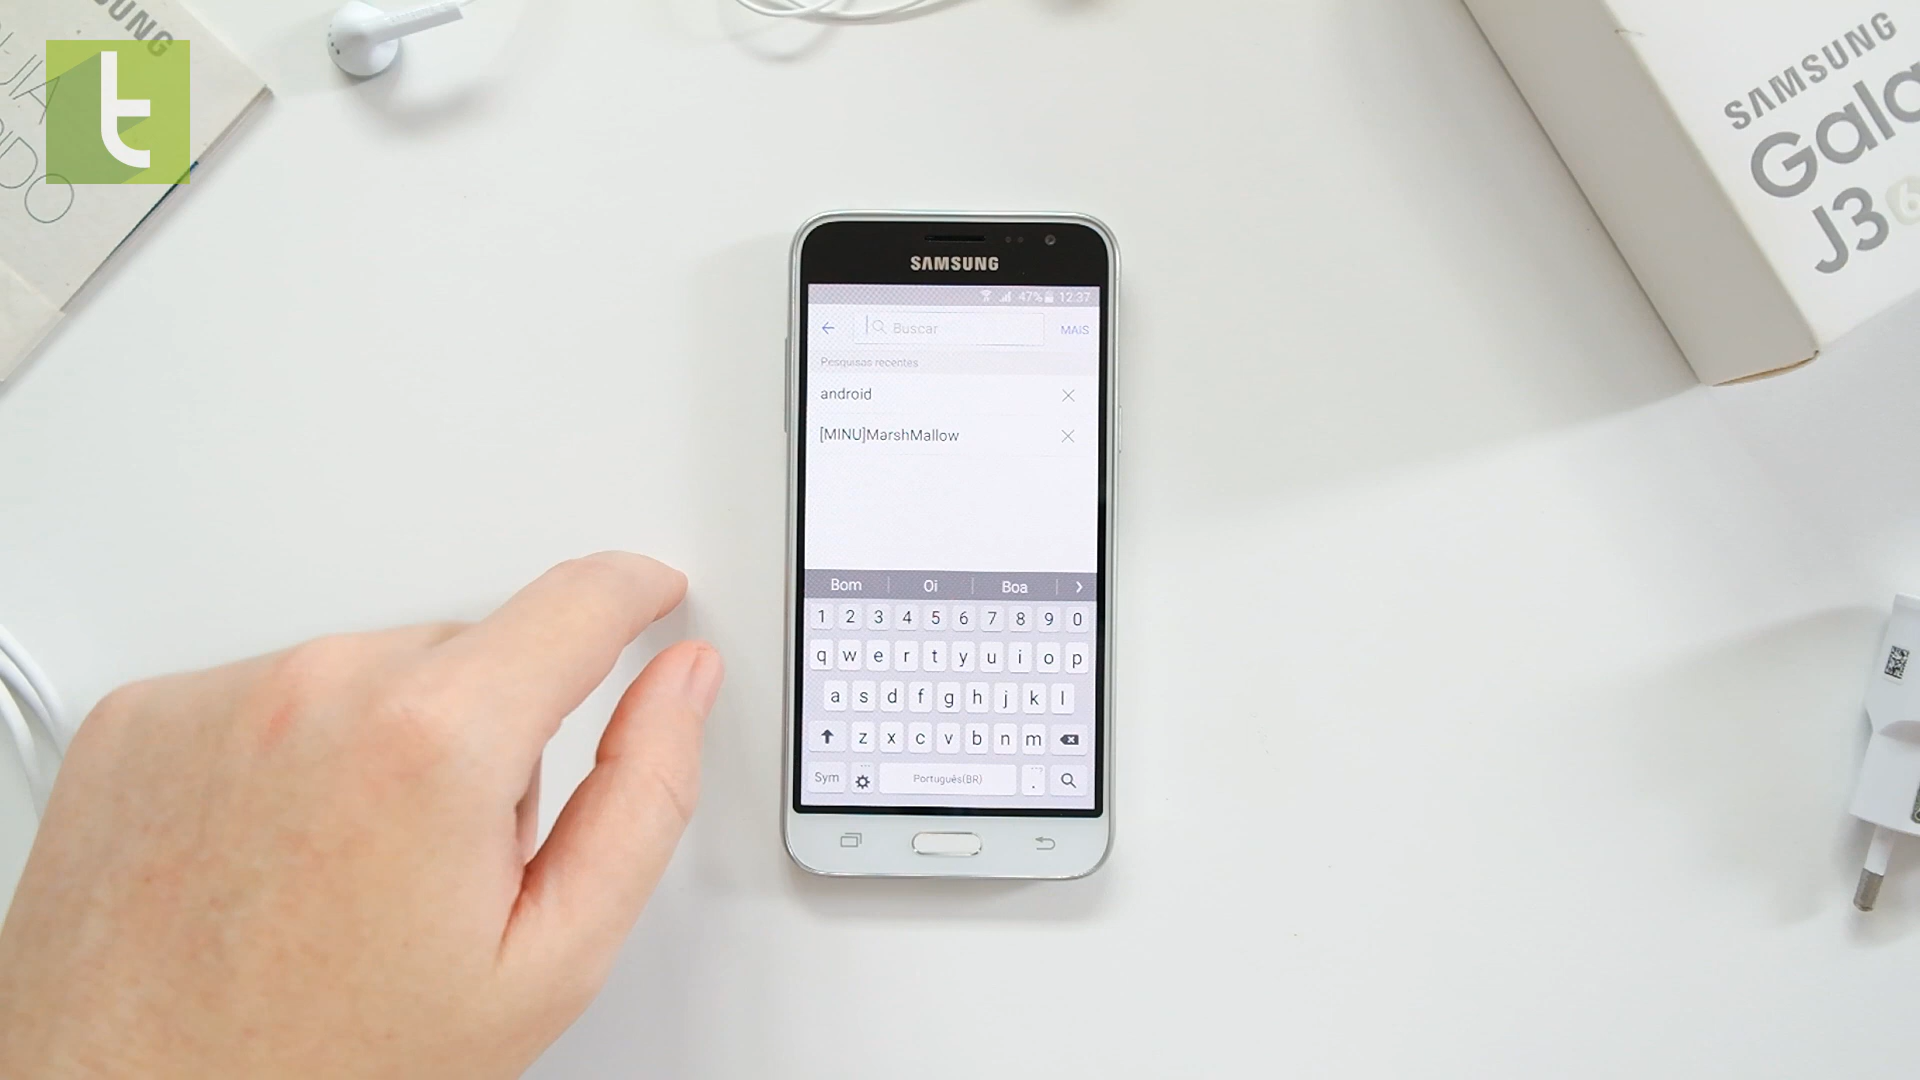 SAMSUNG
47% 12:37
Buscar
MAIS
Pesquisas recentes
android
[MINU]MarshMallow
Bom Oi Boa >
1 2 3 4 5 6 7 8 9 0
q w e r t y u i o p
a s d f g h j k l
z x c v b n m
Sym Português(BR) .
SAMSUNG
J3 6
t